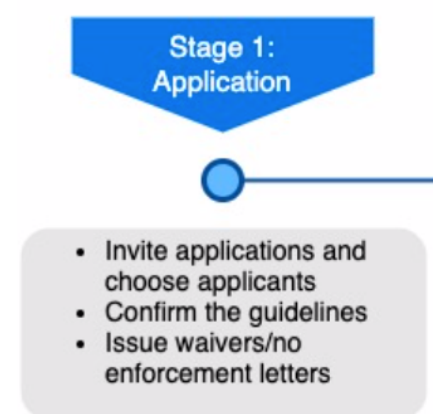 Stage 1:
Application
• Invite applications and
choose applicants
• Confirm the guidelines
• Issue waivers/no
enforcement letters